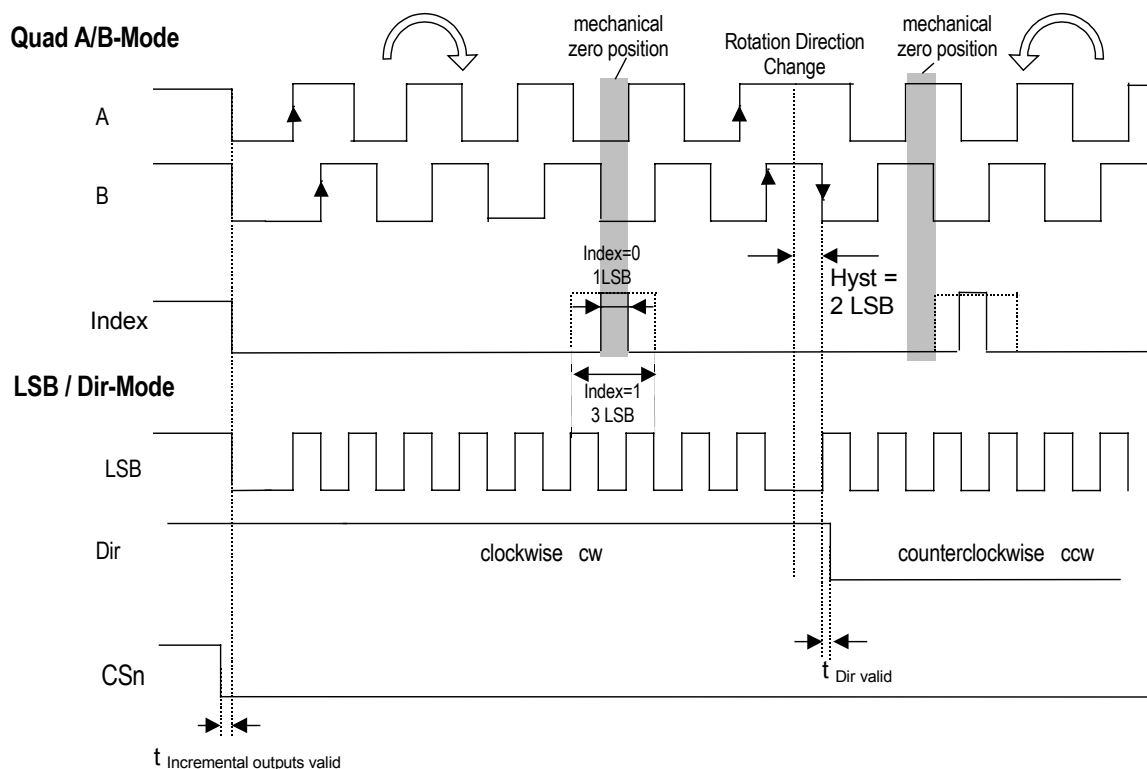 Quad A/B-Mode
mechanical
zero position
Rotation Direction
Change
mechanical
zero position
A
B
Index=0
1LSB
Hyst =
2 LSB
Index
Index=1
3 LSB
LSB / Dir-Mode
LSB
Dir
clockwise cw
counterclockwise ccw
t Dir valid
CSn
t Incremental outputs valid